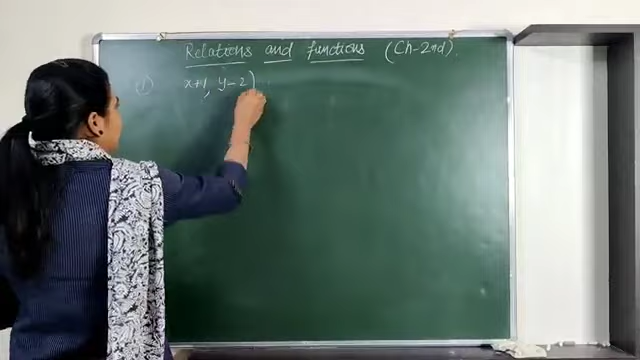 Relations and functions (Ch-2nd).
(1) x+1, y-2)